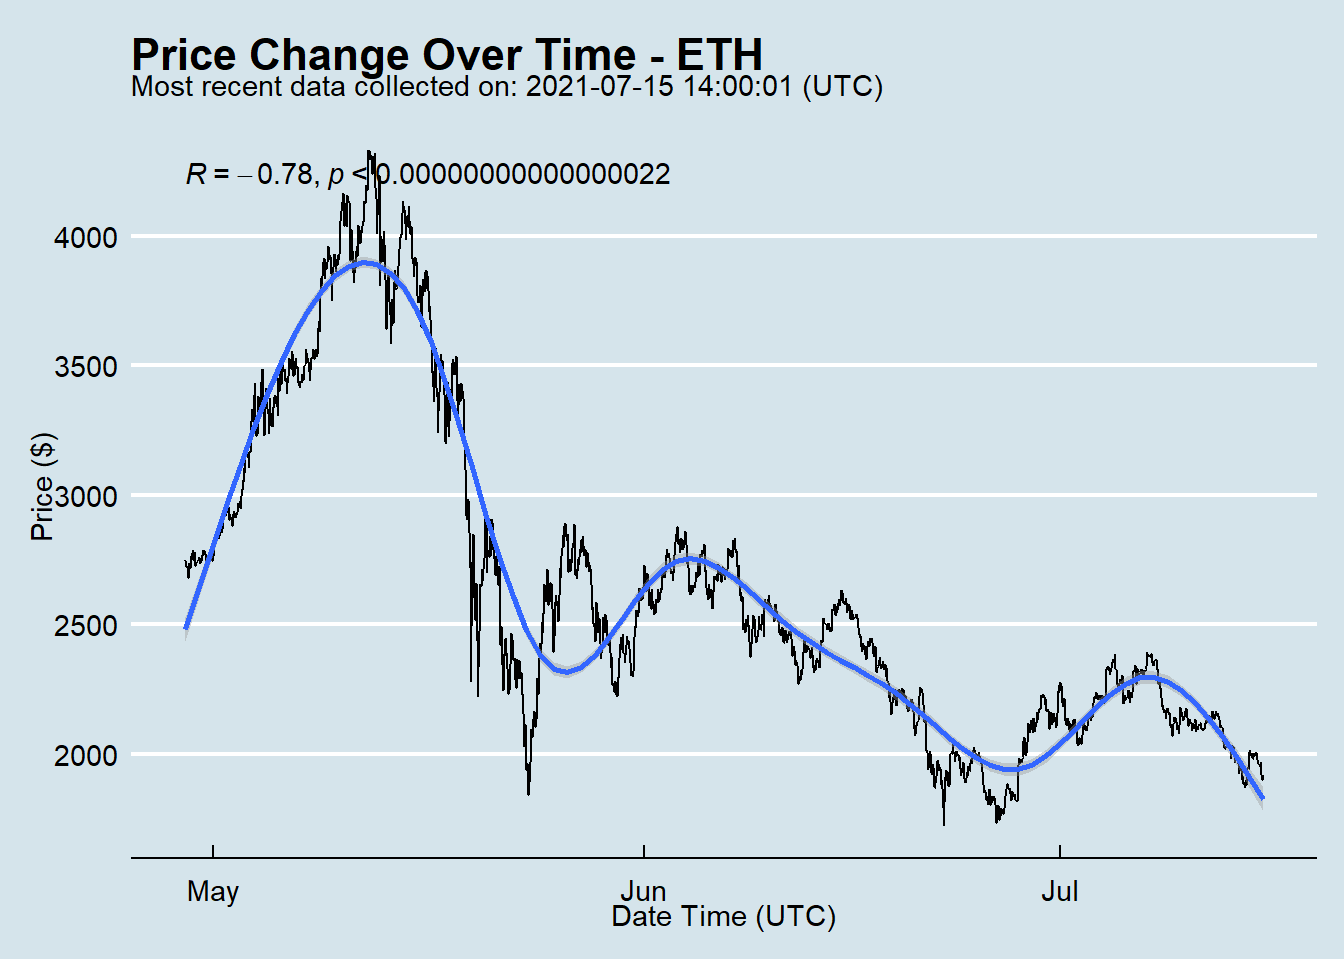 Price Change Over Time - ETH
Most recent data collected on: 2021-07-15 14:00:01 (UTC)
R = −0.78, p < 0.00000000000000022
4000
3500
3000
2500
2000
Price ($)
May Jun Jul
Date Time (UTC)